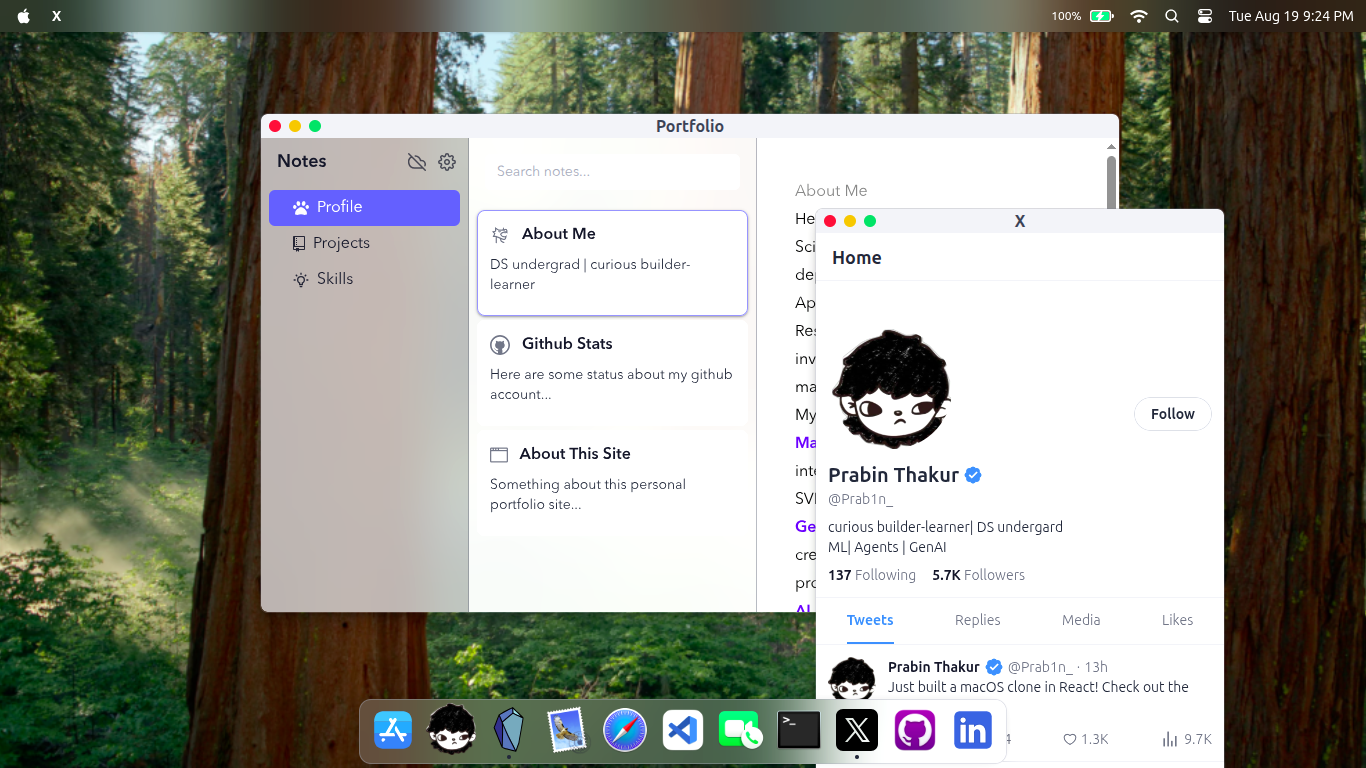 X
100%
Tue Aug 19 9:24 PM
Portfolio
Notes
Profile
Projects
Skills
Search notes...
About Me
DS undergrad | curious builder-
learner
Github Stats
Here are some status about my github
account...
About This Site
Something about this personal
portfolio site...
About Me
He
Sci
dep
Ap
Res
inv
ma
My
Ma
inte
SVI
Ge
cre
pro
AI
X
Home
Follow
Prabin Thakur
@Prab1n_
curious builder-learner| DS undergard
ML| Agents | GenAI
137 Following 5.7K Followers
Tweets Replies Media Likes
Prabin Thakur @Prab1n_ · 13h
Just built a macOS clone in React! Check out the
4 1.3K 9.7K
>_
X
in